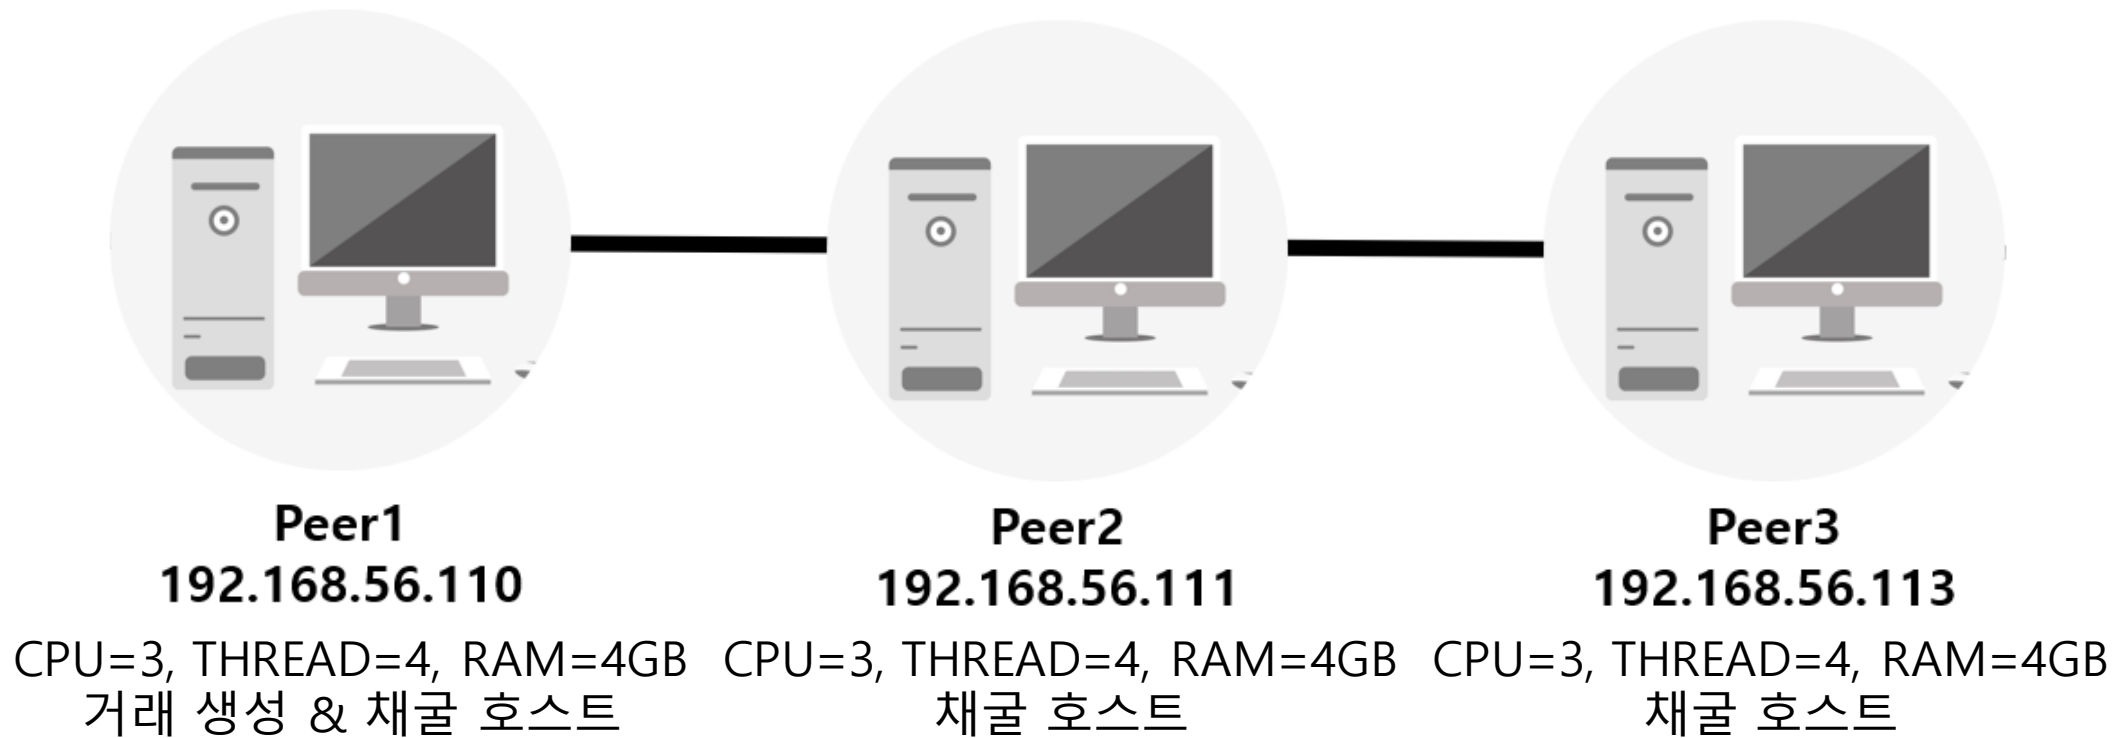 Peer1
192.168.56.110
CPU=3, THREAD=4, RAM=4GB
거래 생성 & 채굴 호스트
Peer2
192.168.56.111
CPU=3, THREAD=4, RAM=4GB
채굴 호스트
Peer3
192.168.56.113
CPU=3, THREAD=4, RAM=4GB
채굴 호스트